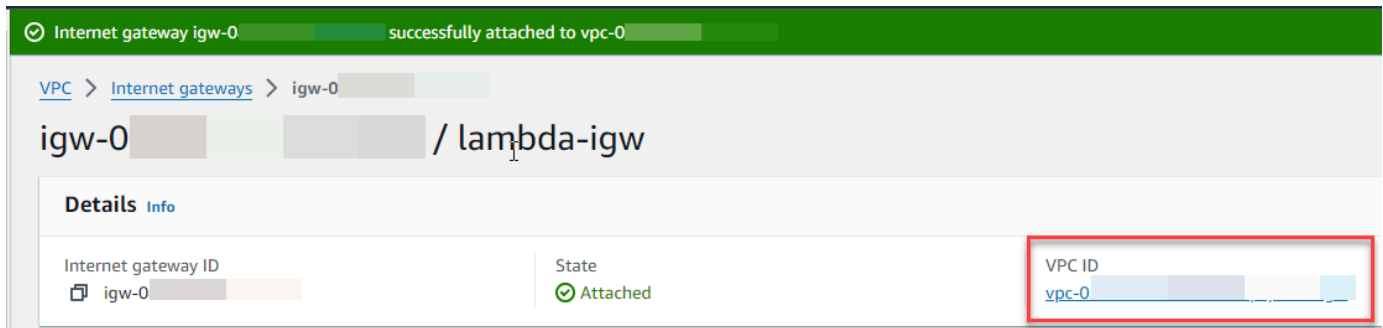 Internet gateway igw-0 successfully attached to vpc-0
VPC > Internet gateways > igw-0
igw-0 / lambda-igw
Details Info
Internet gateway ID State VPC ID
igw-0 Attached vpc-0